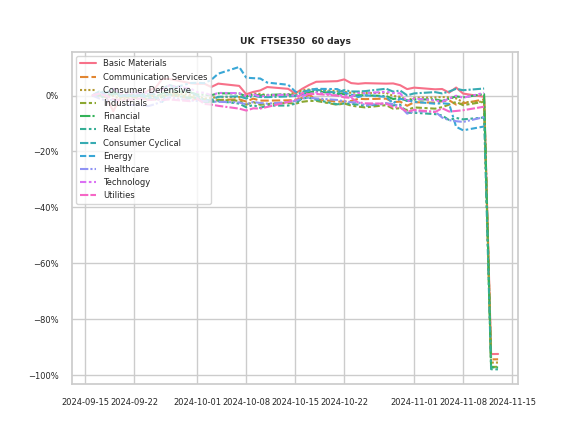 UK FTSE350 60 days
Basic Materials
Communication Services
Consumer Defensive
Industrials
Financial
Real Estate
Consumer Cyclical
Energy
Healthcare
Technology
Utilities
0%
−20%
−40%
−60%
−80%
−100%
2024-09-15 2024-09-22 2024-10-01 2024-10-08 2024-10-15 2024-10-22 2024-11-01 2024-11-08 2024-11-15